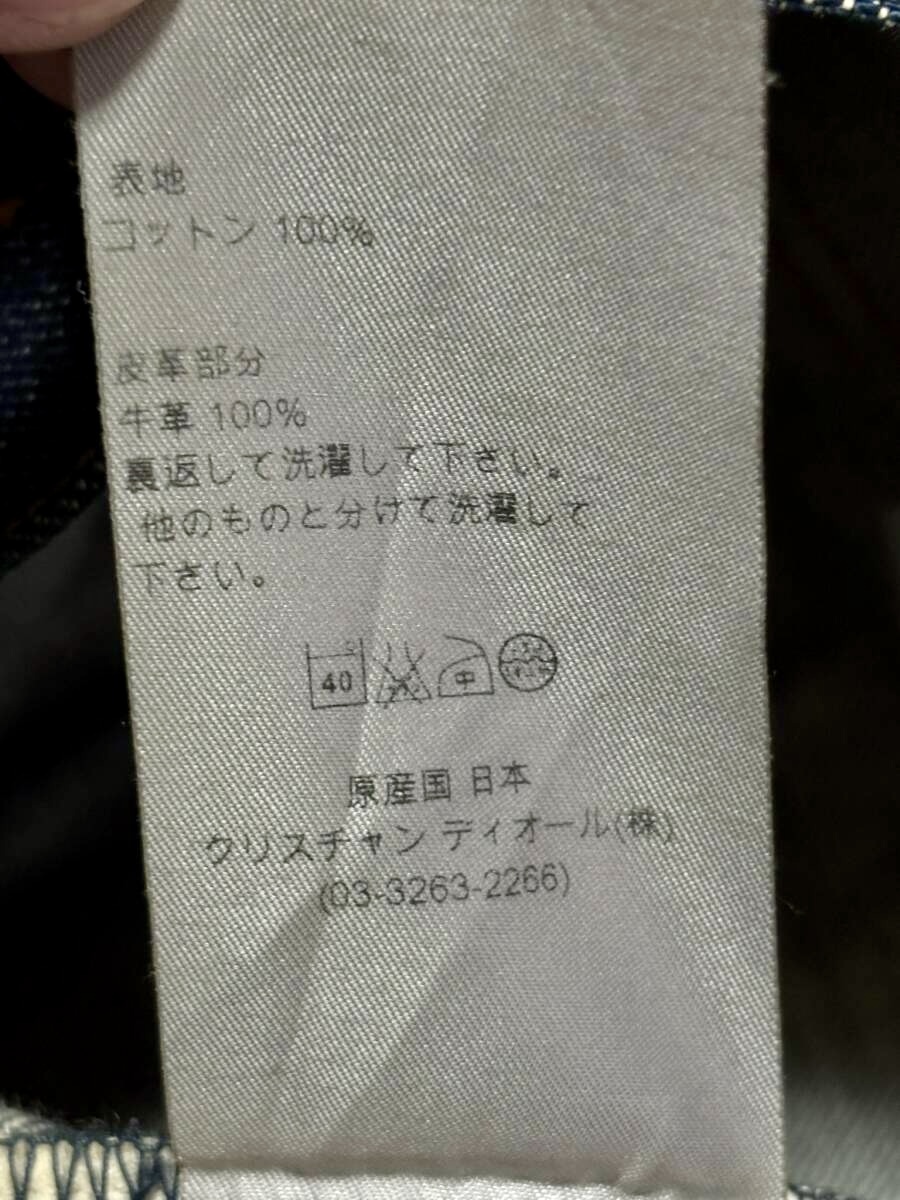 表地
コットン 100%
皮革部分
牛革 100%
裏返して洗濯して下さい。
他のものと分けて洗濯して
下さい。
40 中
原産国 日本
クリスチャン ディオール(株)
(03-3263-2266)